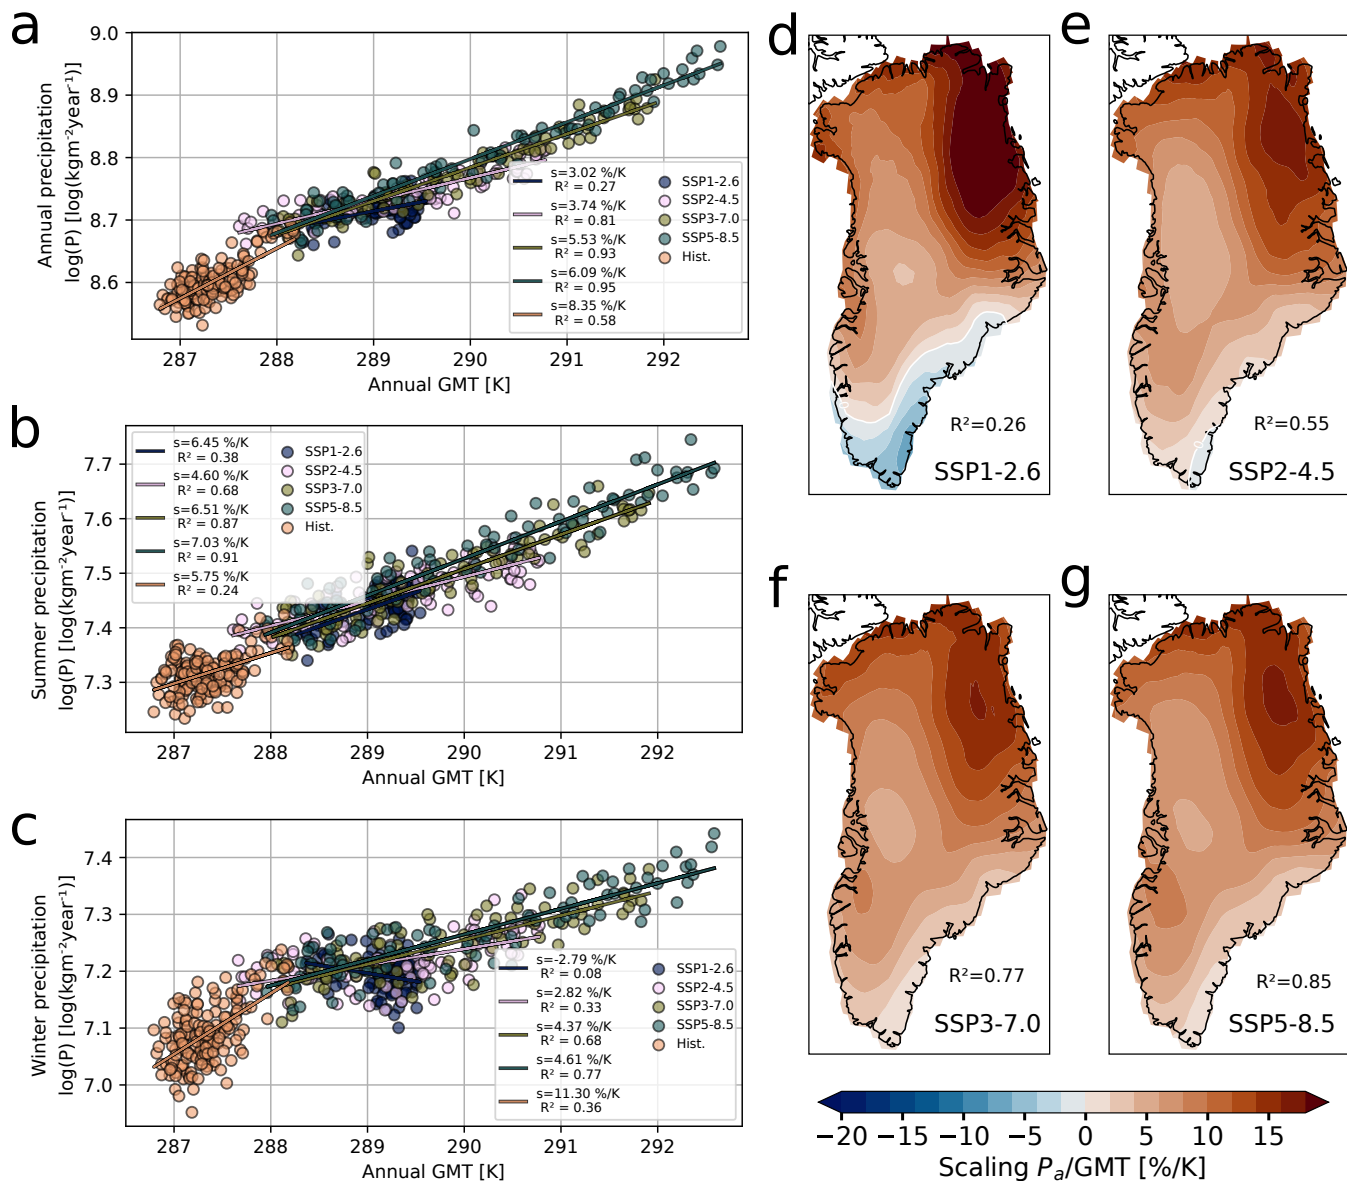 a
Annual precipitation
log(P) [log(kgm⁻²year⁻¹)]
9.0
8.9
8.8
8.7
8.6
287 288 289 290 291 292
Annual GMT [K]
s=3.02 %/K
R² = 0.27
s=3.74 %/K
R² = 0.81
s=5.53 %/K
R² = 0.93
s=6.09 %/K
R² = 0.95
s=8.35 %/K
R² = 0.58
SSP1-2.6
SSP2-4.5
SSP3-7.0
SSP5-8.5
Hist.
b
Summer precipitation
log(P) [log(kgm⁻²year⁻¹)]
7.7
7.6
7.5
7.4
7.3
287 288 289 290 291 292
Annual GMT [K]
s=6.45 %/K
R² = 0.38
s=4.60 %/K
R² = 0.68
s=6.51 %/K
R² = 0.87
s=7.03 %/K
R² = 0.91
s=5.75 %/K
R² = 0.24
SSP1-2.6
SSP2-4.5
SSP3-7.0
SSP5-8.5
Hist.
c
Winter precipitation
log(P) [log(kgm⁻²year⁻¹)]
7.4
7.3
7.2
7.1
7.0
287 288 289 290 291 292
Annual GMT [K]
s=-2.79 %/K
R² = 0.08
s=2.82 %/K
R² = 0.33
s=4.37 %/K
R² = 0.68
s=4.61 %/K
R² = 0.77
s=11.30 %/K
R² = 0.36
SSP1-2.6
SSP2-4.5
SSP3-7.0
SSP5-8.5
Hist.
d
R²=0.26
SSP1-2.6
e
R²=0.55
SSP2-4.5
f
R²=0.77
SSP3-7.0
g
R²=0.85
SSP5-8.5
−20 −15 −10 −5 0 5 10 15
Scaling Pₐ/GMT [%/K]